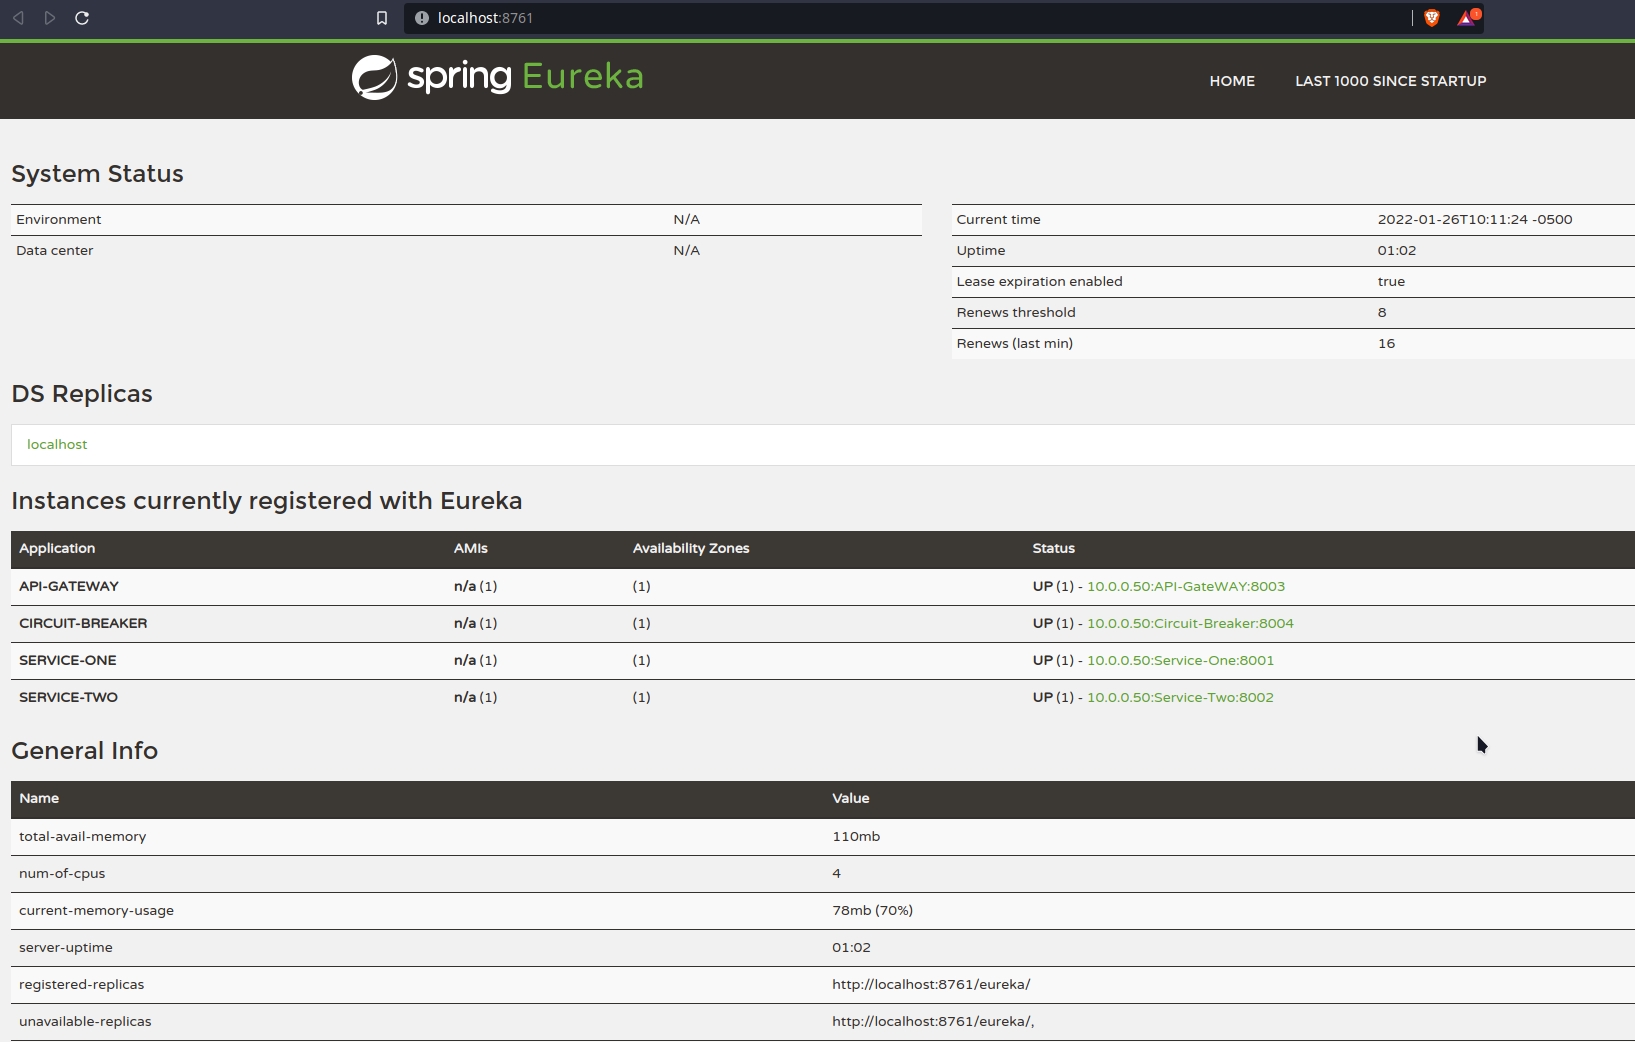 localhost:8761
spring Eureka
HOME LAST 1000 SINCE STARTUP
System Status
Environment N/A
Data center N/A
Current time 2022-01-26T10:11:24 -0500
Uptime 01:02
Lease expiration enabled true
Renews threshold 8
Renews (last min) 16
DS Replicas
localhost
Instances currently registered with Eureka
Application AMIs Availability Zones Status
API-GATEWAY n/a (1) (1) UP (1) - 10.0.0.50:API-GateWAY:8003
CIRCUIT-BREAKER n/a (1) (1) UP (1) - 10.0.0.50:Circuit-Breaker:8004
SERVICE-ONE n/a (1) (1) UP (1) - 10.0.0.50:Service-One:8001
SERVICE-TWO n/a (1) (1) UP (1) - 10.0.0.50:Service-Two:8002
General Info
Name Value
total-avail-memory 110mb
num-of-cpus 4
current-memory-usage 78mb (70%)
server-uptime 01:02
registered-replicas http://localhost:8761/eureka/
unavailable-replicas http://localhost:8761/eureka/,